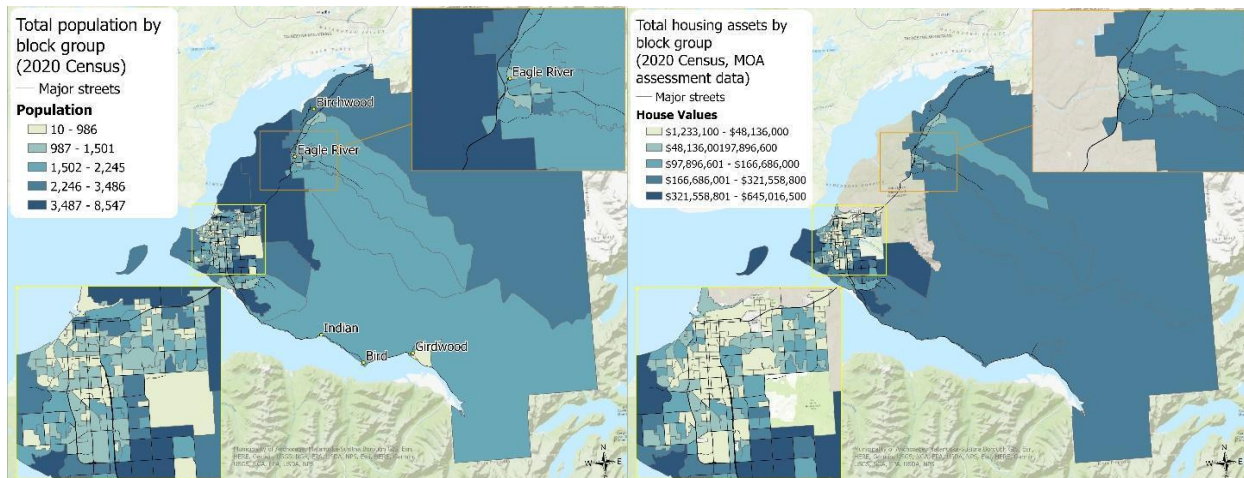 Total population by
block group
(2020 Census)
Major streets
Population
10 - 986
987 - 1,501
1,502 - 2,245
2,246 - 3,486
3,487 - 8,547
Eagle River
Birchwood
Eagle River
Indian
Bird
Girdwood
Total housing assets by
block group
(2020 Census, MOA
assessment data)
Major streets
House Values
$1,233,100 - $48,136,000
$48,136,00197,896,600
$97,896,601 - $166,686,000
$166,686,001 - $321,558,800
$321,558,801 - $645,016,500
N
E
N
E